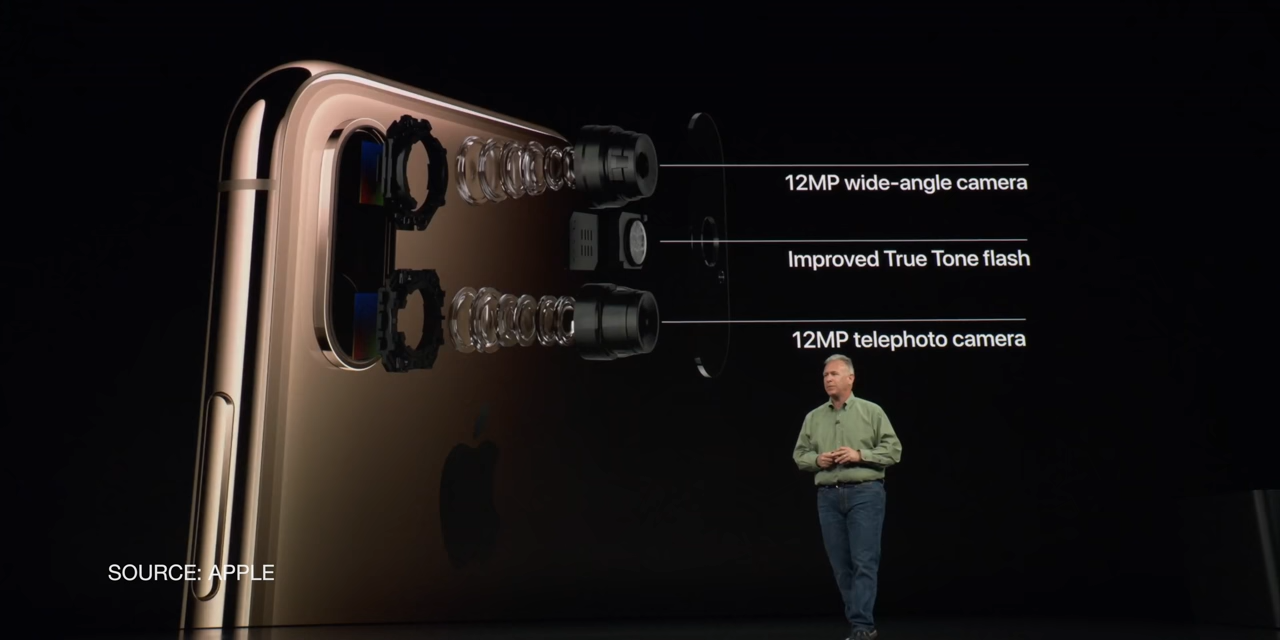 12MP wide-angle camera
Improved True Tone flash
12MP telephoto camera
SOURCE: APPLE